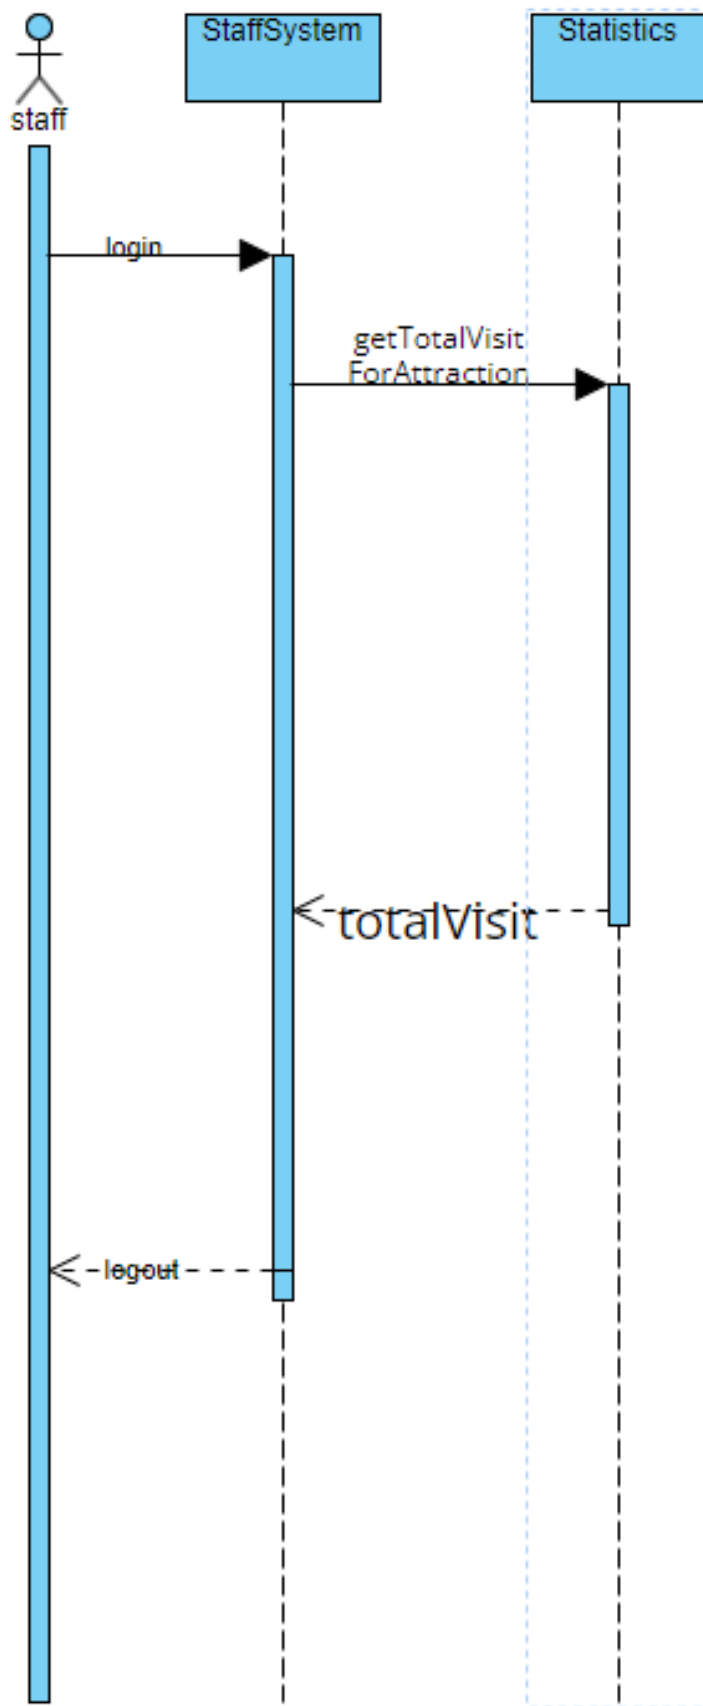 StaffSystem
Statistics
staff
login
getTotalVisit
ForAttraction
totalVisit
logout